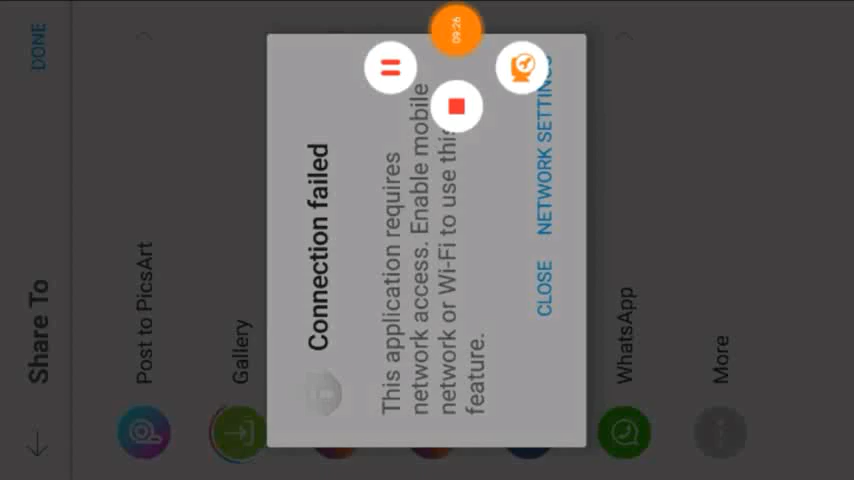 Share To
DONE
Post to PicsArt
Gallery
Connection failed
This application requires
network access. Enable mobile
network or Wi-Fi to use this
feature.
CLOSE
NETWORK SETTINGS
WhatsApp
More
09:26